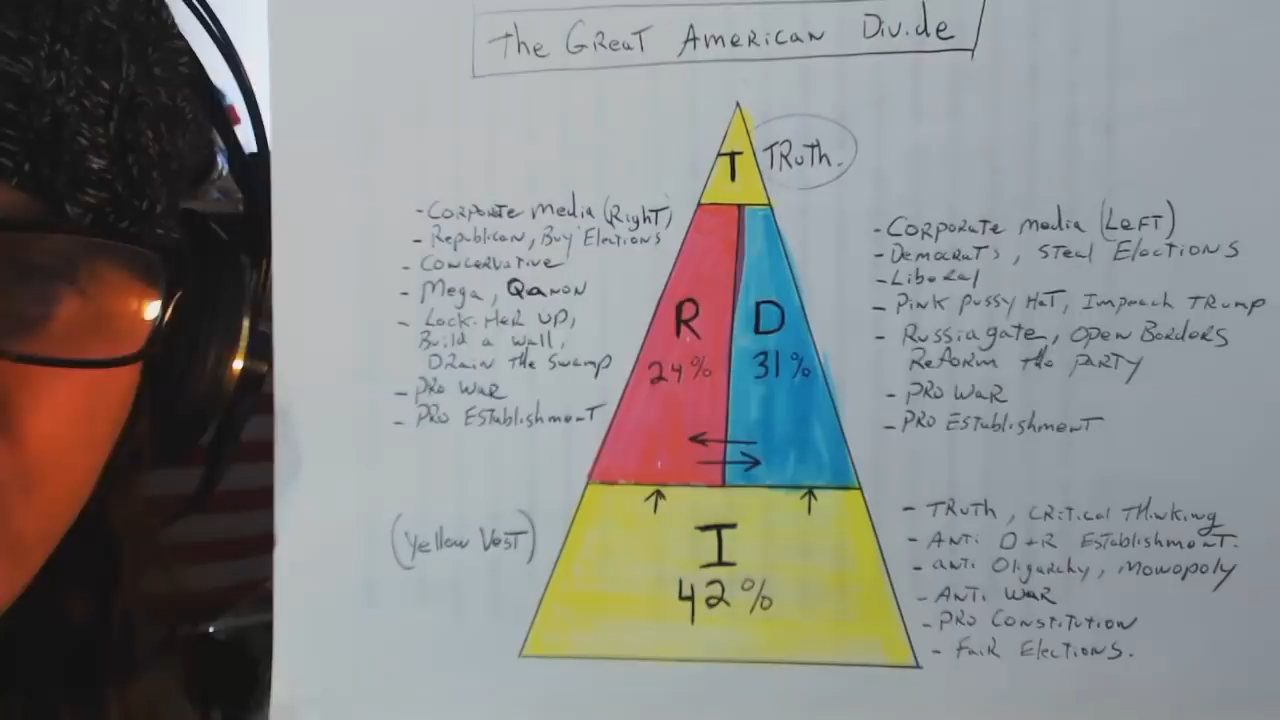 The Great American Divide
T
Truth.
- Corporate media (Right)
- Republican, Buy Elections
- Concervative
- Mega, Qanon
- Lock Her up,
Build a wall,
Drain the Swamp
- Pro War
- Pro Establishment
R
24%
D
31%
- Corporate media (Left)
- Democrats, Steal Elections
- Liberal
- Pink Pussy Hat, Impeach Trump
- Russiagate, Open Borders
Reform the Party
- Pro War
- Pro Establishment
(Yellow Vest)
I
42%
- Truth, Critical Thinking
- Anti D+R Establishment.
- anti Oligarchy, Monopoly
- Anti War
- Pro Constitution
- Fair Elections.